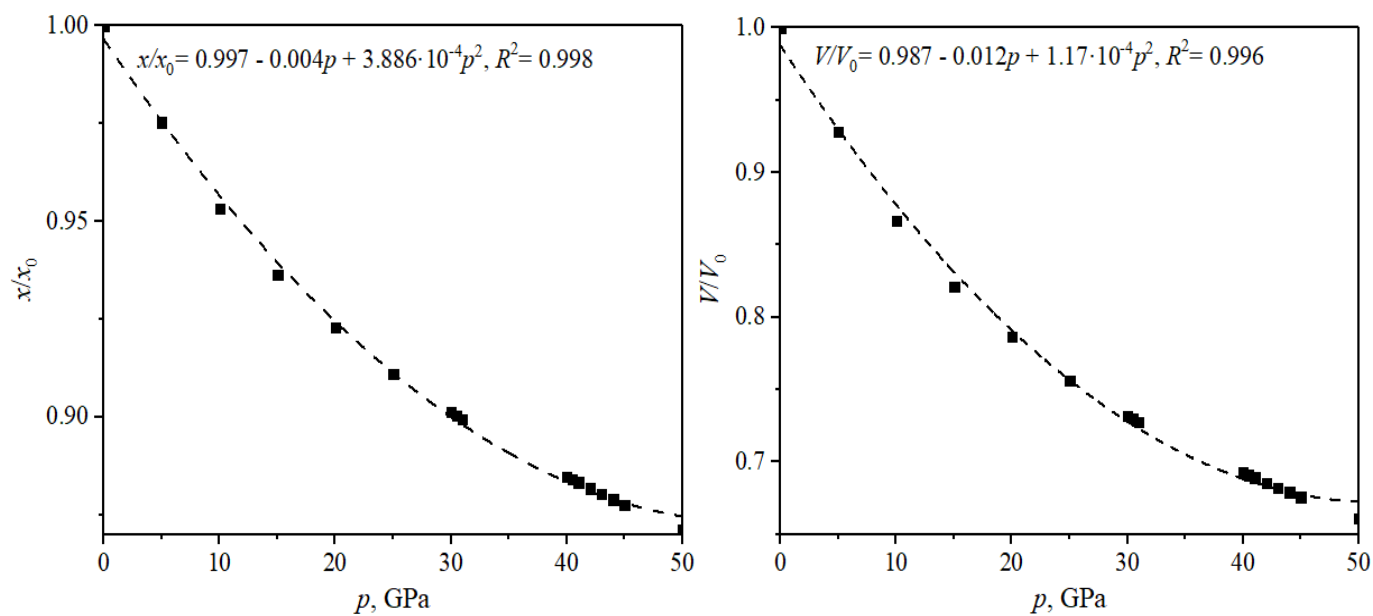 x/x₀= 0.997 - 0.004p + 3.886·10⁻⁴p², R²= 0.998
1.00
0.95
0.90
x/x₀
0 10 20 30 40 50
p, GPa
V/V₀= 0.987 - 0.012p + 1.17·10⁻⁴p², R²= 0.996
1.0
0.9
0.8
0.7
V/V₀
0 10 20 30 40 50
p, GPa